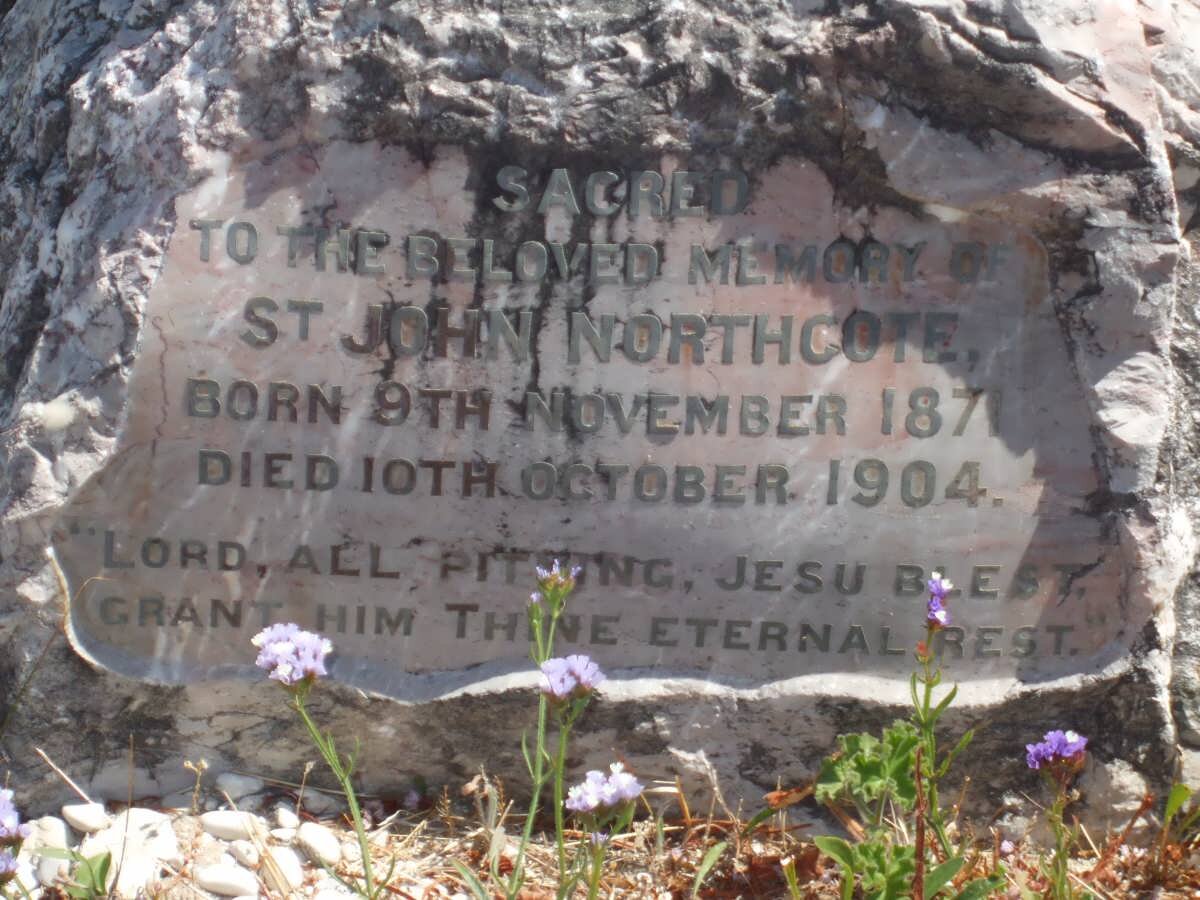 SACRED
TO THE BELOVED MEMORY OF
ST JOHN NORTHCOTE,
BORN 9TH NOVEMBER 1871
DIED 10TH OCTOBER 1904.
"LORD, ALL PITYING, JESU BLEST,
GRANT HIM THINE ETERNAL REST."